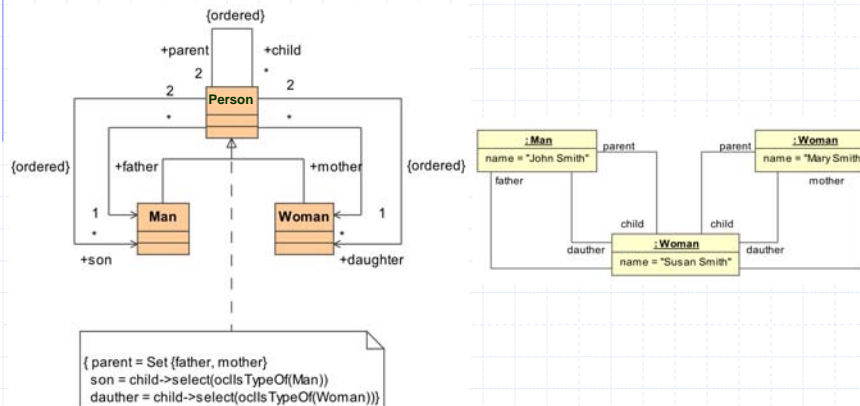 {ordered}
+parent
+child
2
*
2
2
Person
*
*
{ordered}
+father
+mother
{ordered}
1
Man
Woman
1
*
*
+son
+daughter
{ parent = Set{father, mother}
son = child->select(oclIsTypeOf(Man))
dauther = child->select(oclIsTypeOf(Woman))}
: Man
name = "John Smith"
parent
parent
: Woman
name = "Mary Smith
father
mother
child
child
dauther
: Woman
name = "Susan Smith"
dauther